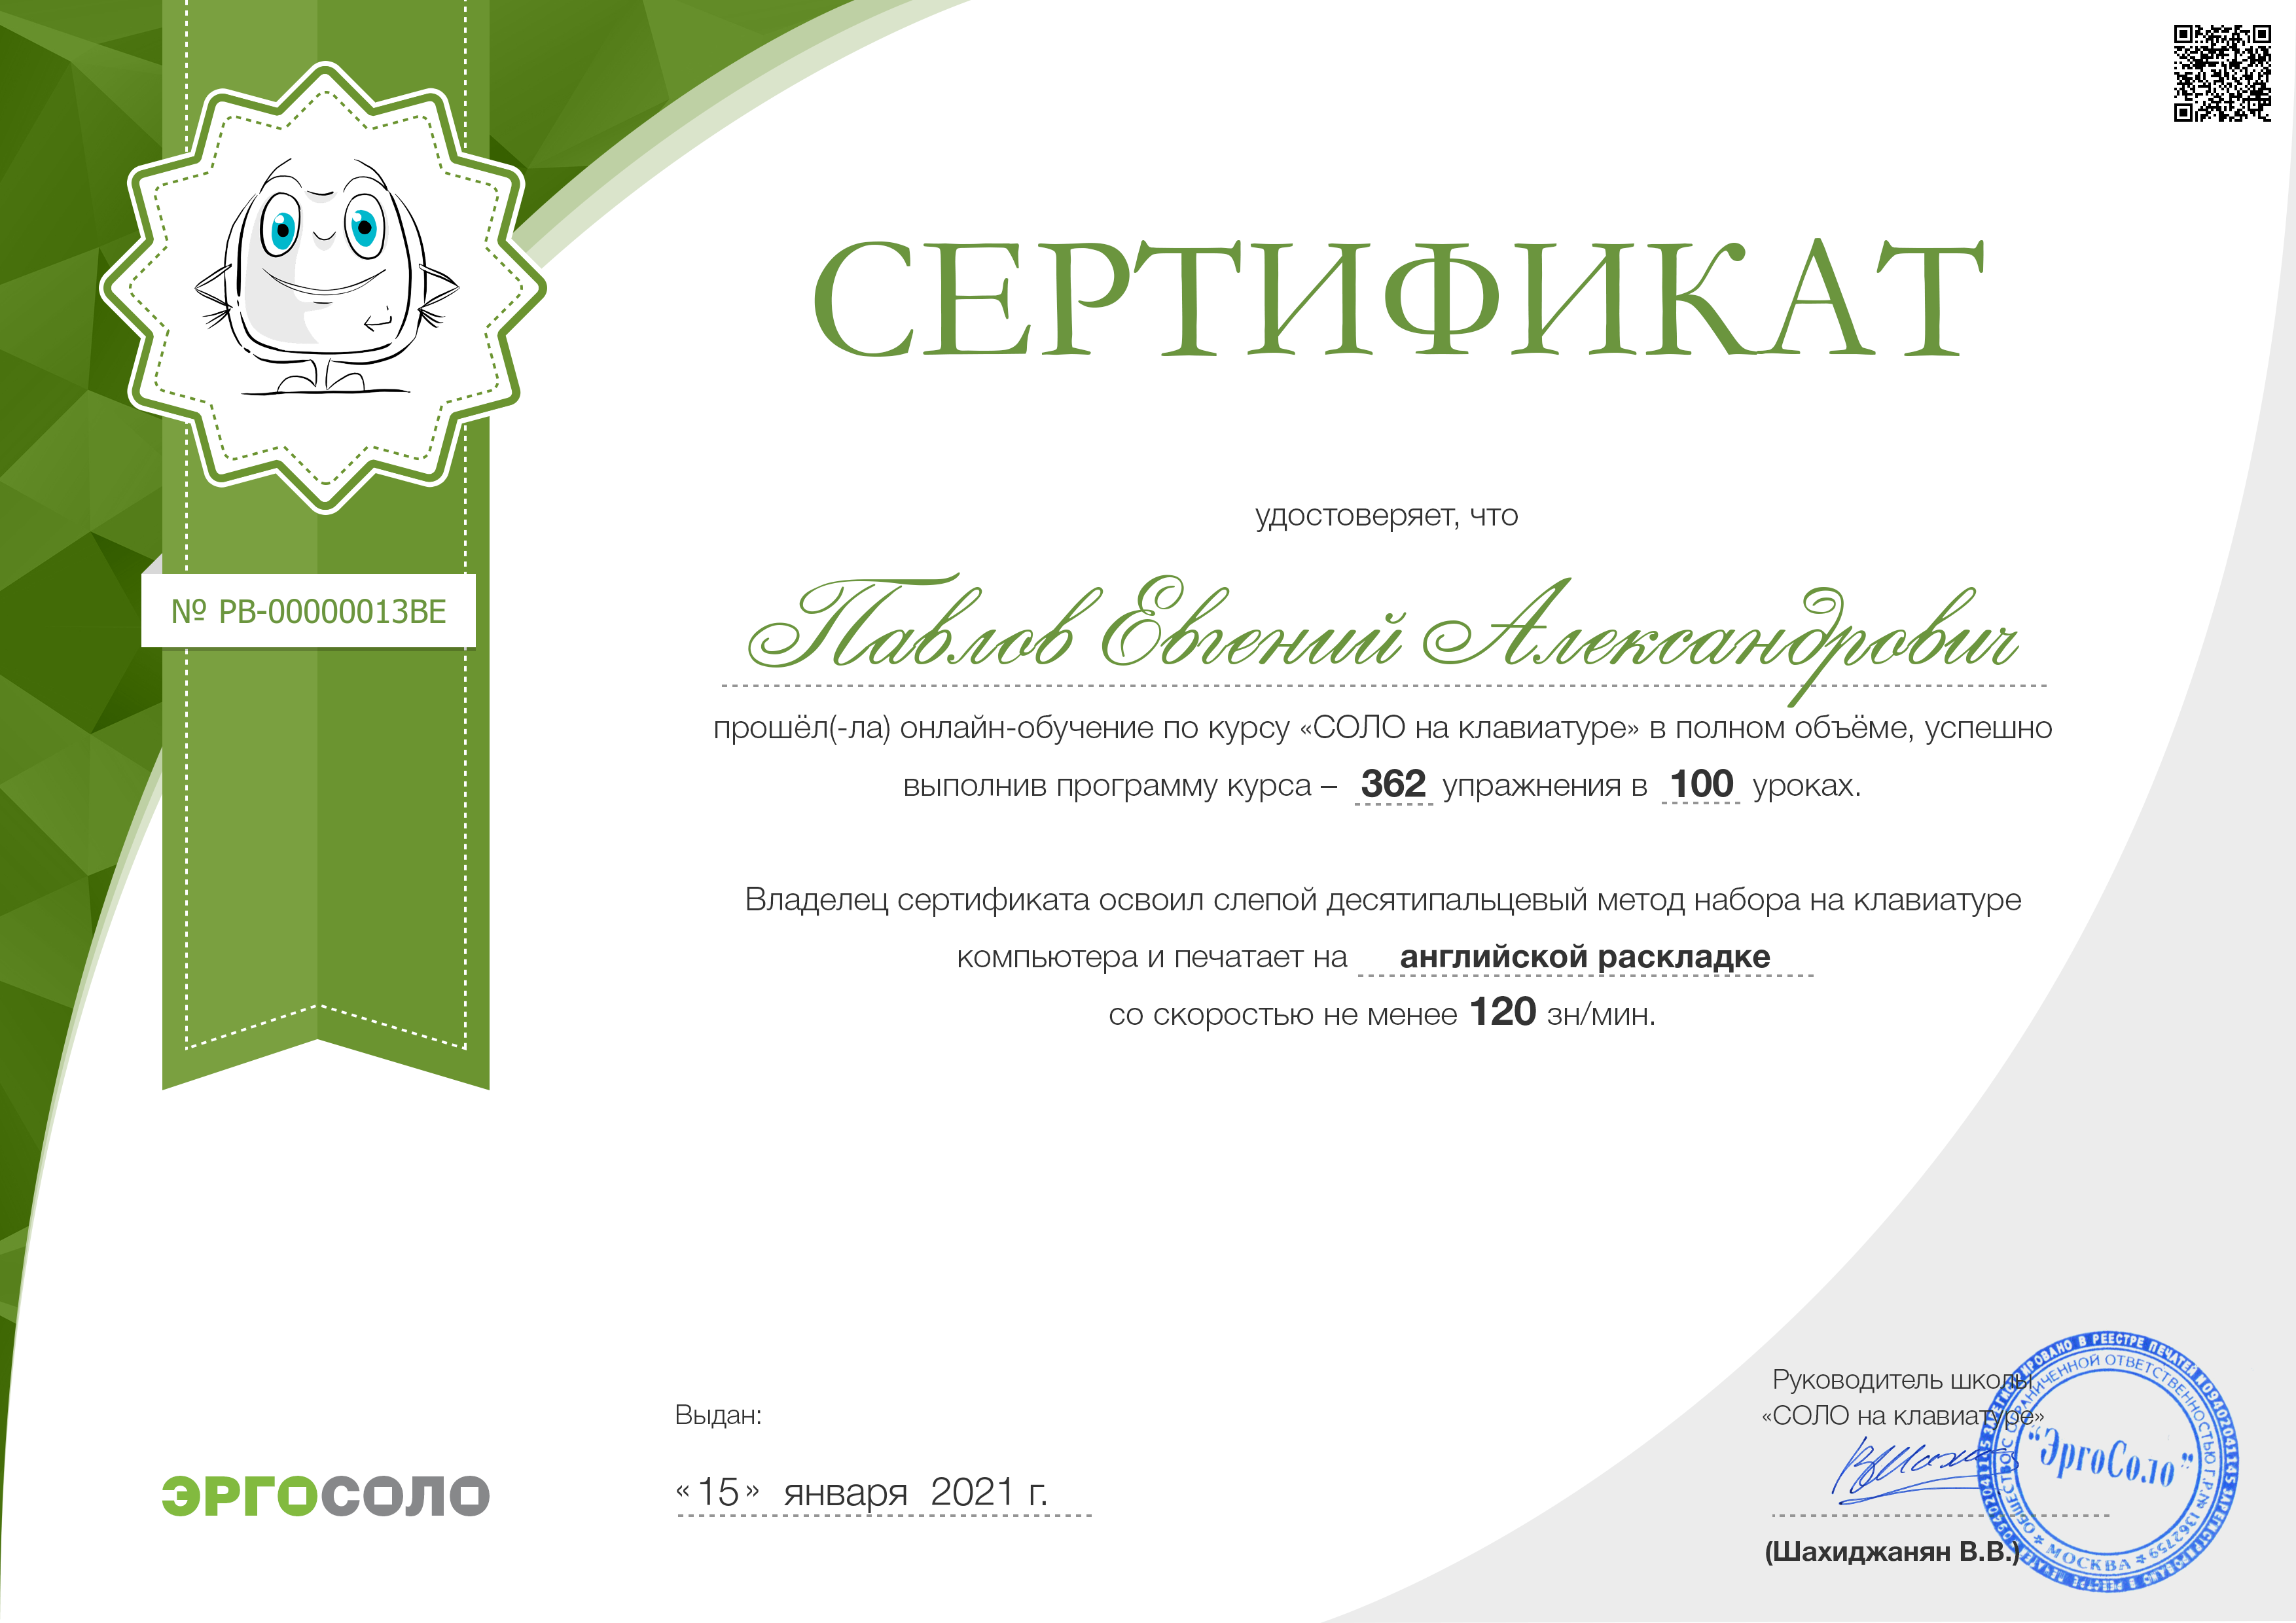 СЕРТИФИКАТ
удостоверяет, что
№ PB-00000013BE
Павлов Евгений Александрович
прошёл(-ла) онлайн-обучение по курсу «СОЛО на клавиатуре» в полном объёме, успешно
выполнив программу курса – 362 упражнения в 100 уроках.
Владелец сертификата освоил слепой десятипальцевый метод набора на клавиатуре
компьютера и печатает на английской раскладке
со скоростью не менее 120 зн/мин.
Руководитель школы
«СОЛО на клавиатуре»
Выдан:
«15» января 2021 г.
ЭРГОСОЛО
(Шахиджанян В.В.)
"ЭргоСоло"
ОБЩЕСТВО С ОГРАНИЧЕННОЙ ОТВЕТСТВЕННОСТЬЮ Г.Р.№ 1362759
* МОСКВА *
В РЕЕСТРЕ ПЕЧАТЕЙ